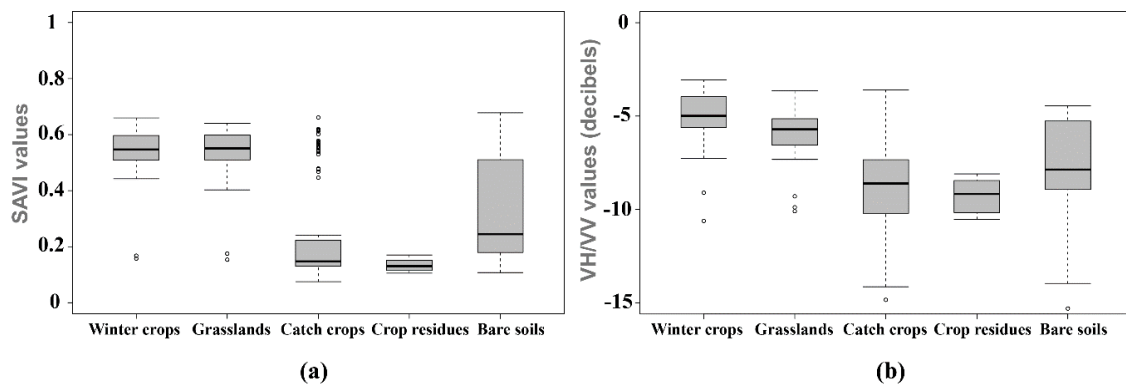 SAVI values
1
0.8
0.6
0.4
0.2
0
Winter crops Grasslands Catch crops Crop residues Bare soils
(a)
VH/VV values (decibels)
0
-5
-10
-15
Winter crops Grasslands Catch crops Crop residues Bare soils
(b)